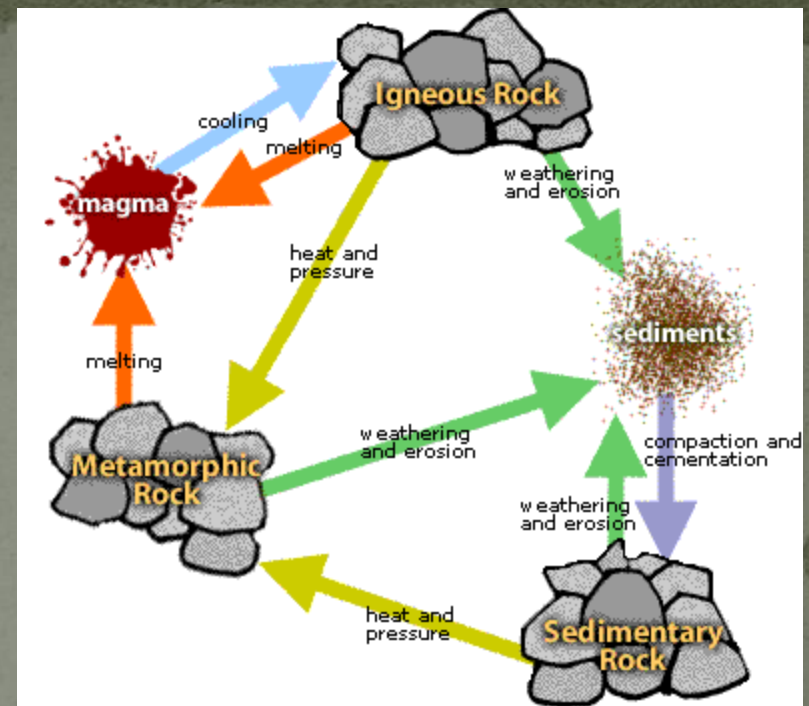 Igneous Rock
cooling
melting
weathering
and erosion
magma
heat and
pressure
sediments
melting
weathering
and erosion
compaction and
cementation
Metamorphic
Rock
weathering
and erosion
heat and
pressure
Sedimentary
Rock